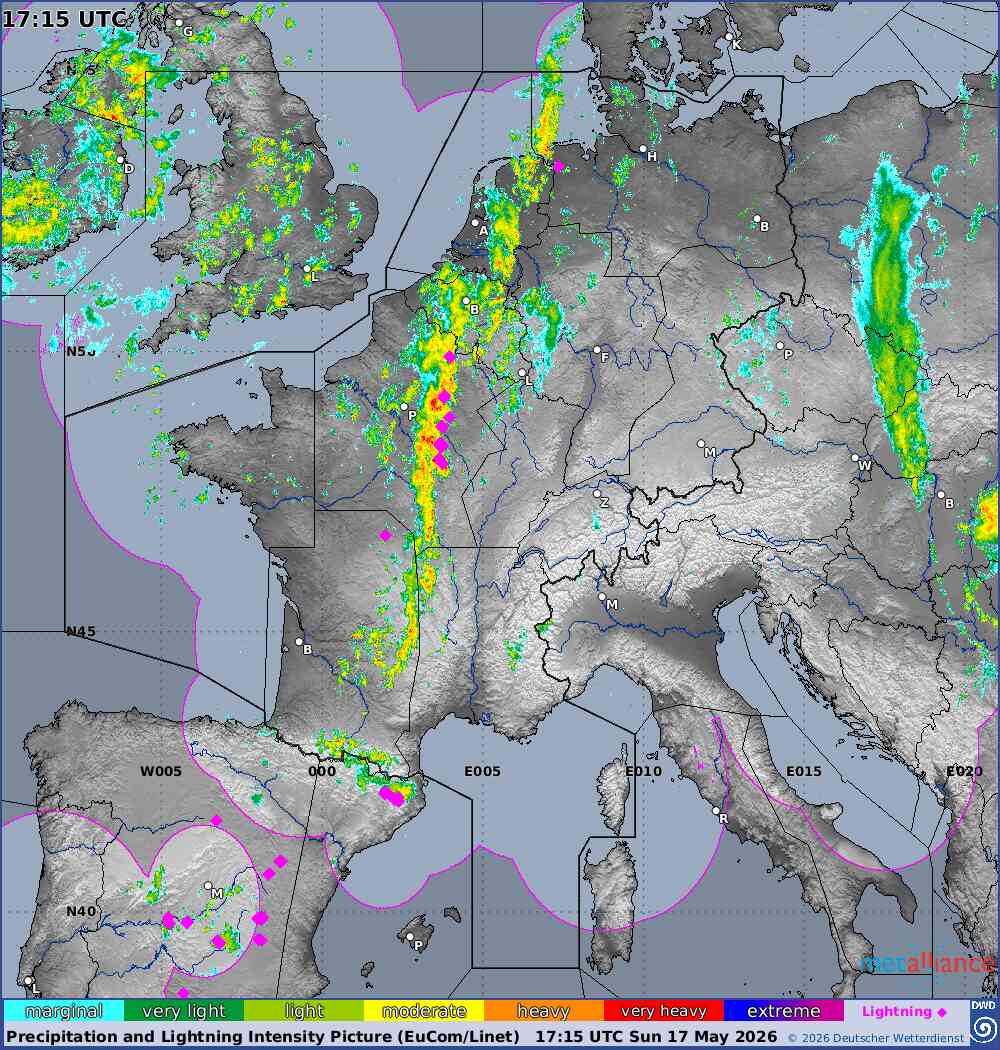 17:15 UTC
G
K
N55
D
H
A
B
L
B
N50
F
P
L
P
M
W
Z
B
M
N45
B
W005
000
E005
E010
E015
E020
R
M
N40
P
L
metalliance
marginal very light light moderate heavy very heavy extreme Lightning
DWD
Precipitation and Lightning Intensity Picture (EuCom/Linet) 17:15 UTC Sun 17 May 2026 © 2026 Deutscher Wetterdienst